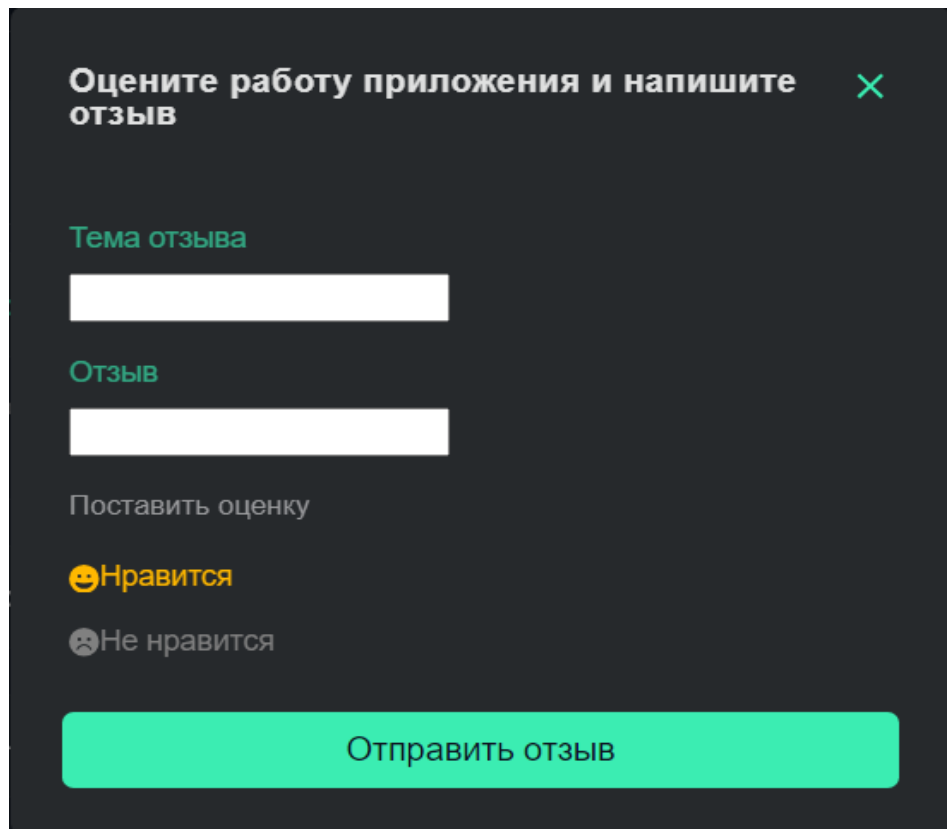 Оцените работу приложения и напишите
отзыв
Тема отзыва
Отзыв
Поставить оценку
Нравится
Не нравится
Отправить отзыв